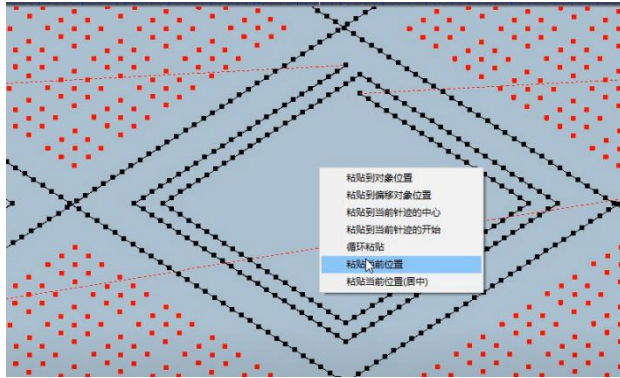 粘贴到对象位置
粘贴到偏移对象位置
粘贴到当前针迹的中心
粘贴到当前针迹的开始
循环粘贴
粘贴当前位置
粘贴当前位置(居中)